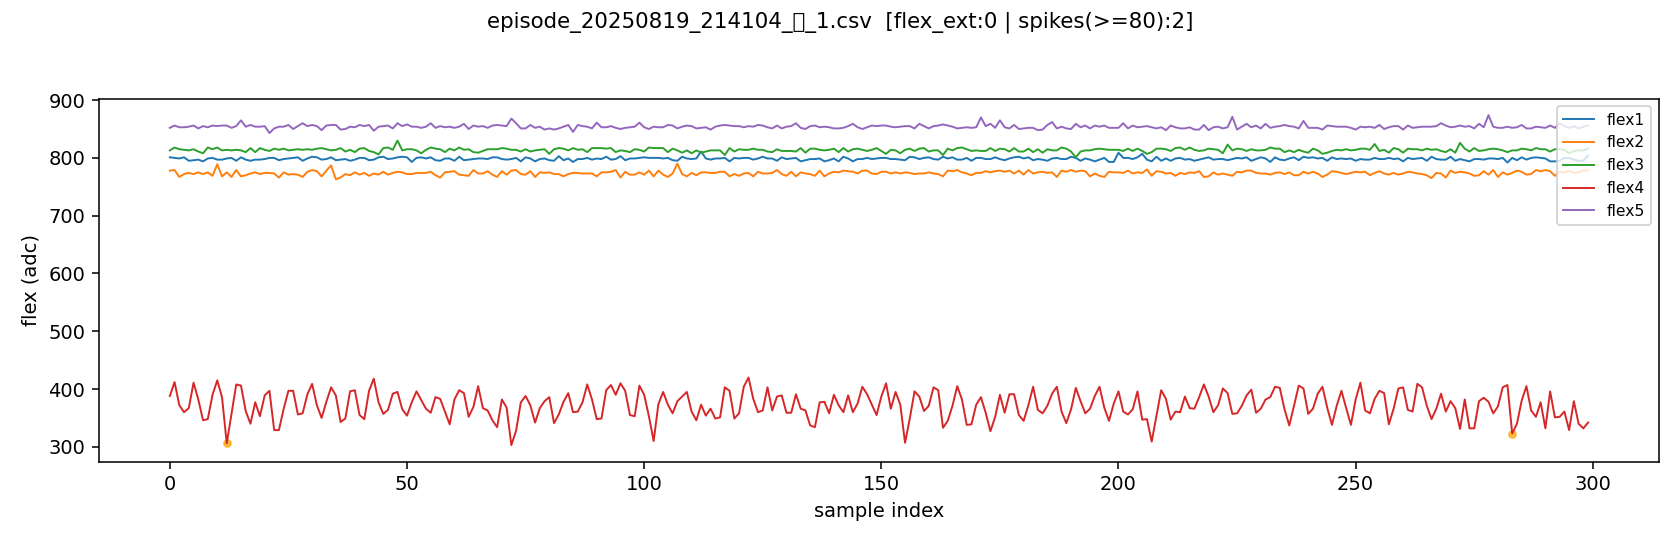 episode_20250819_214104_▯_1.csv [flex_ext:0 | spikes(>=80):2]
900
800
700
600
500
400
300
flex (adc)
flex1
flex2
flex3
flex4
flex5
0
50
100
150
200
250
300
sample index